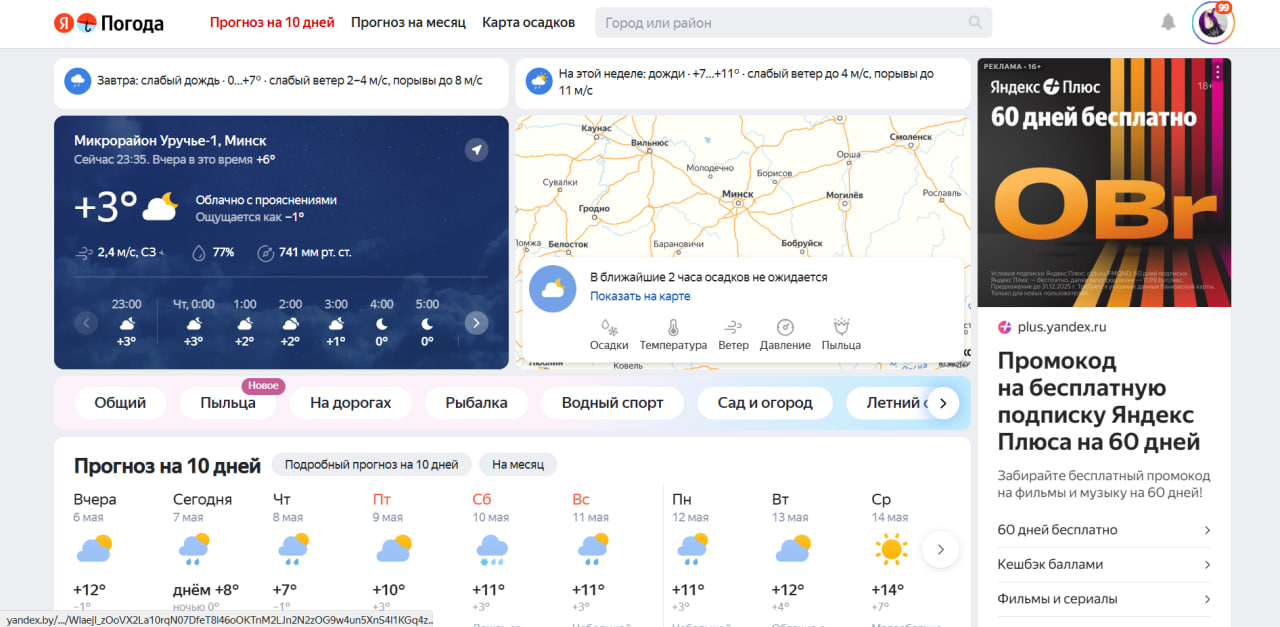 Я Погода
Прогноз на 10 дней
Прогноз на месяц
Карта осадков
Город или район
99
Завтра: слабый дождь · 0...+7° · слабый ветер 2–4 м/с, порывы до 8 м/с
На этой неделе: дожди · +7...+11° · слабый ветер до 4 м/с, порывы до
11 м/с
Микрорайон Уручье-1, Минск
Сейчас 23:35. Вчера в это время +6°
+3°
Облачно с прояснениями
Ощущается как −1°
2,4 м/с, СЗ
77%
741 мм рт. ст.
23:00 Чт, 0:00 1:00 2:00 3:00 4:00 5:00
+3° +3° +2° +2° +1° 0° 0°
Каунас
Вильнюс
Смоленск
Орша
Молодечно
Борисов
Сувалки
Минск
Могилёв
Рославль
Гродно
Ломжа
Белосток
Барановичи
Бобруйск
В ближайшие 2 часа осадков не ожидается
Показать на карте
Осадки Температура Ветер Давление Пыльца
Люблин
Ковель
Новое
Общий
Пыльца
На дорогах
Рыбалка
Водный спорт
Сад и огород
Летний
Прогноз на 10 дней
Подробный прогноз на 10 дней
На месяц
Вчера Сегодня Чт Пт Сб Вс Пн Вт Ср
6 мая 7 мая 8 мая 9 мая 10 мая 11 мая 12 мая 13 мая 14 мая
+12° днём +8° +7° +10° +11° +11° +11° +12° +14°
−1° ночью 0° −1° +3° +3° +3° +3° +4° +7°
РЕКЛАМА • 16+
Яндекс Плюс
18+
60 дней бесплатно
ОВг
plus.yandex.ru
Промокод
на бесплатную
подписку Яндекс
Плюса на 60 дней
Забирайте бесплатный промокод
на фильмы и музыку на 60 дней!
60 дней бесплатно
Кешбэк баллами
Фильмы и сериалы